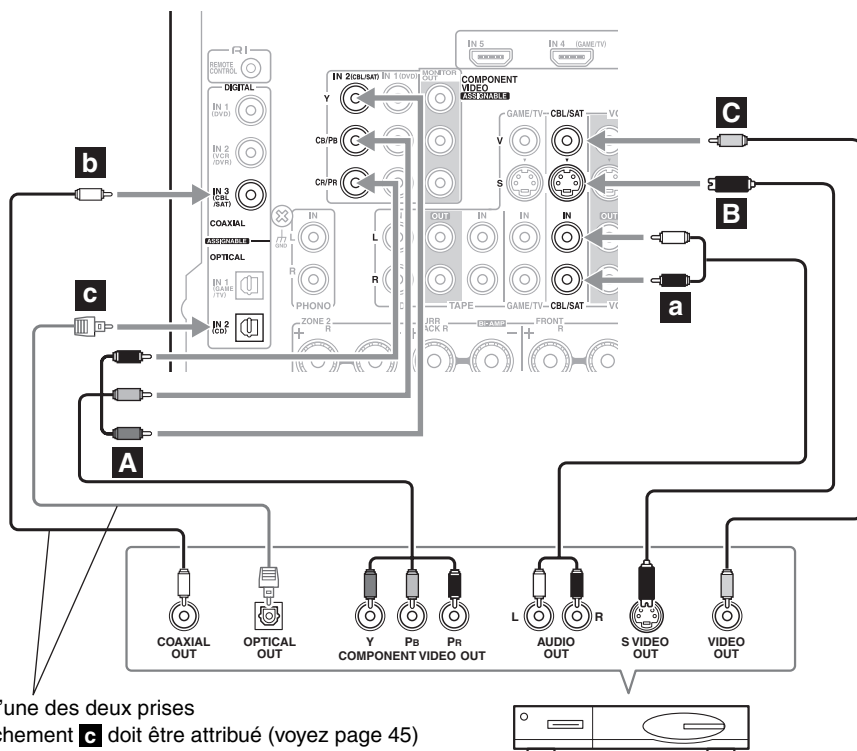 IN 5
IN 4 (GAME/TV)
RI
REMOTE CONTROL
DIGITAL
IN 1 (DVD)
IN 2 (VCR/DVR)
IN 3 (CBL/SAT)
COAXIAL
ASSIGNABLE
OPTICAL
IN 1 (GAME/TV)
IN 2 (CD)
IN 2(CBL/SAT)
IN 1(DVD)
MONITOR OUT
COMPONENT VIDEO
ASSIGNABLE
Y
CB/PB
CR/PR
GAME/TV
CBL/SAT
V
S
C
B
b
IN
OUT
IN
IN
IN
OUT
GND
L
R
L
R
a
PHONO
TAPE
GAME/TV
CBL/SAT
c
ZONE 2
R
BI-AMP
FRONT
R
A
COAXIAL OUT
OPTICAL OUT
Y
PB
PR
COMPONENT VIDEO OUT
L
R
AUDIO OUT
S VIDEO OUT
VIDEO OUT
'une des deux prises
chement c doit être attribué (voyez page 45)